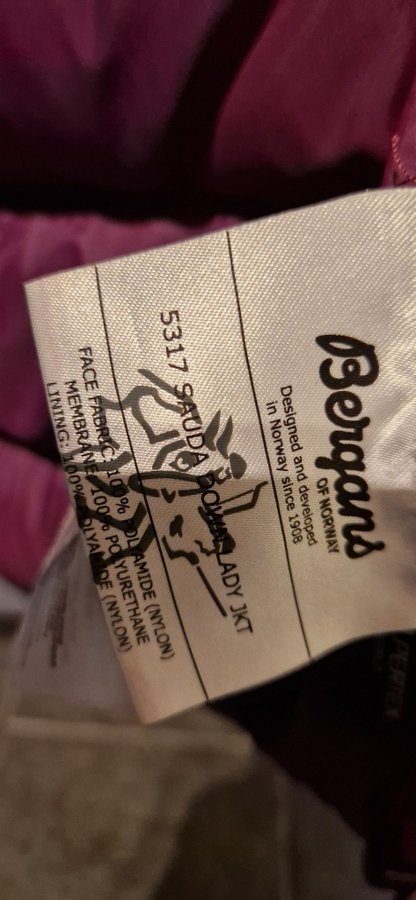 Bergans
OF NORWAY
Designed and developed
in Norway since 1908
5317 SAUDA DOWN LADY JKT
FACE FABRIC: 100% POLYAMIDE (NYLON)
MEMBRANE: 100% POLYURETHANE
LINING: 100% POLYAMIDE (NYLON)